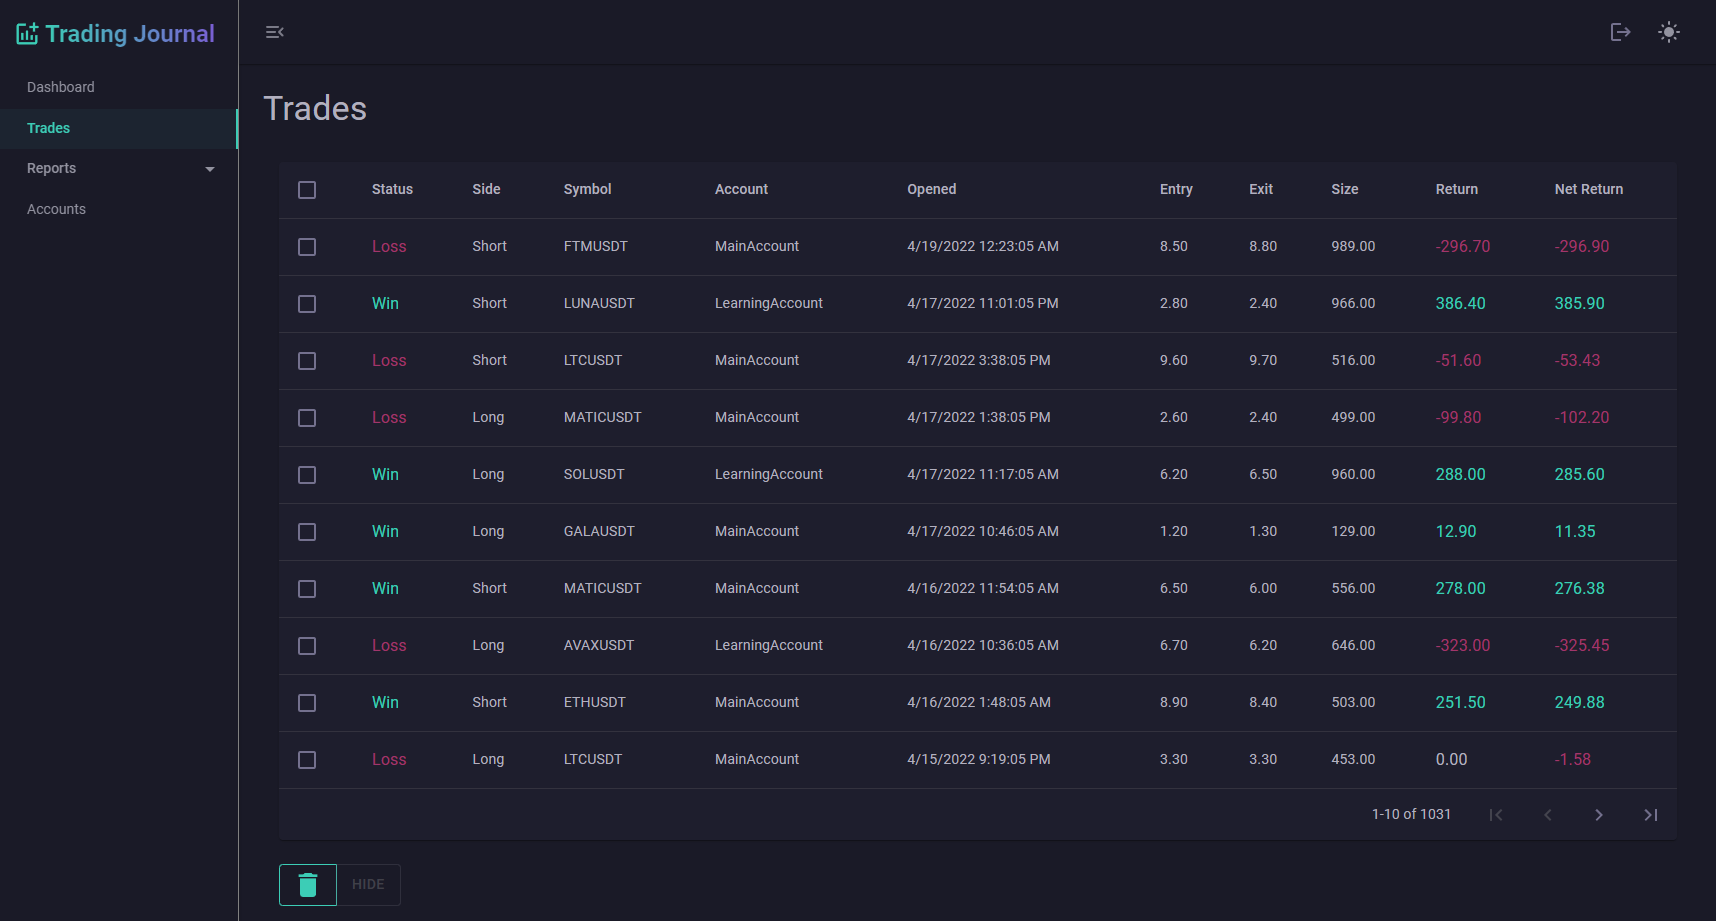 Trading Journal
Dashboard
Trades
Reports
Accounts
Trades
Status Side Symbol Account Opened Entry Exit Size Return Net Return
Loss Short FTMUSDT MainAccount 4/19/2022 12:23:05 AM 8.50 8.80 989.00 -296.70 -296.90
Win Short LUNAUSDT LearningAccount 4/17/2022 11:01:05 PM 2.80 2.40 966.00 386.40 385.90
Loss Short LTCUSDT MainAccount 4/17/2022 3:38:05 PM 9.60 9.70 516.00 -51.60 -53.43
Loss Long MATICUSDT MainAccount 4/17/2022 1:38:05 PM 2.60 2.40 499.00 -99.80 -102.20
Win Long SOLUSDT LearningAccount 4/17/2022 11:17:05 AM 6.20 6.50 960.00 288.00 285.60
Win Long GALAUSDT MainAccount 4/17/2022 10:46:05 AM 1.20 1.30 129.00 12.90 11.35
Win Short MATICUSDT MainAccount 4/16/2022 11:54:05 AM 6.50 6.00 556.00 278.00 276.38
Loss Long AVAXUSDT LearningAccount 4/16/2022 10:36:05 AM 6.70 6.20 646.00 -323.00 -325.45
Win Short ETHUSDT MainAccount 4/16/2022 1:48:05 AM 8.90 8.40 503.00 251.50 249.88
Loss Long LTCUSDT MainAccount 4/15/2022 9:19:05 PM 3.30 3.30 453.00 0.00 -1.58
1-10 of 1031
HIDE